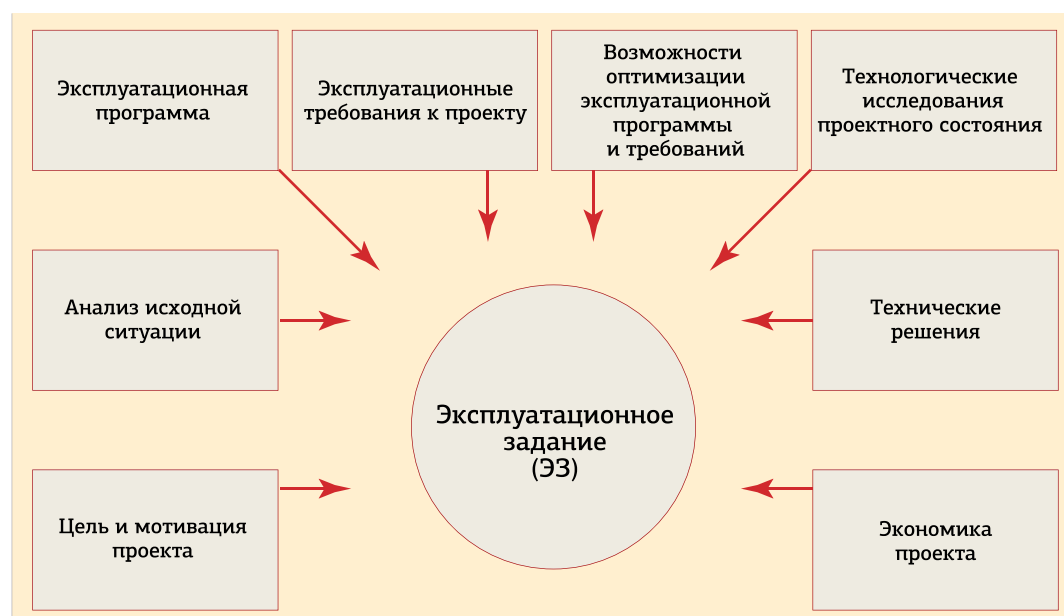 Эксплуатационная
программа
Эксплуатационные
требования к проекту
Возможности
оптимизации
эксплуатационной
программы
и требований
Технологические
исследования
проектного состояния
Анализ исходной
ситуации
Технические
решения
Эксплуатационное
задание
(ЭЗ)
Цель и мотивация
проекта
Экономика
проекта